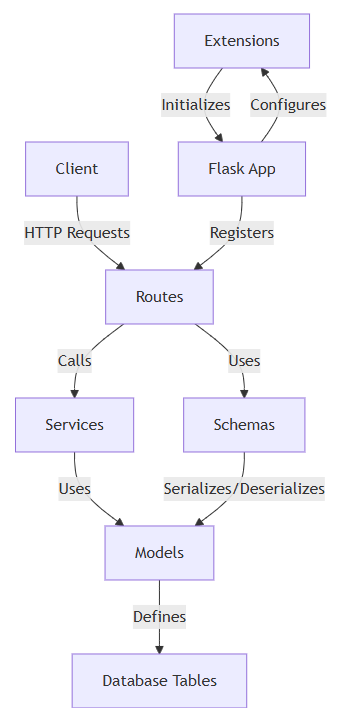 Extensions
Initializes
Configures
Client
Flask App
HTTP Requests
Registers
Routes
Calls
Uses
Services
Schemas
Uses
Serializes/Deserializes
Models
Defines
Database Tables